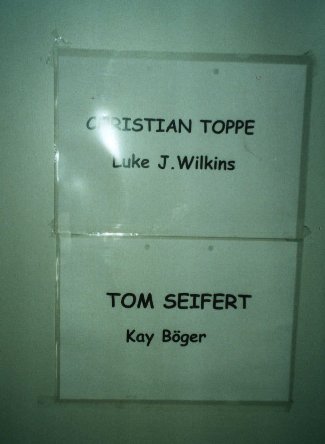 CHRISTIAN TOPPE
Luke J.Wilkins
TOM SEIFERT
Kay Böger